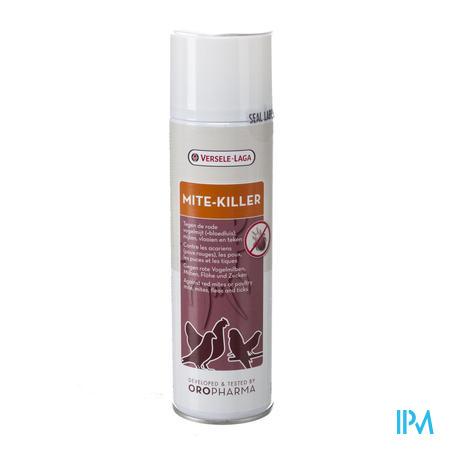 SEAL
VERSELE-LAGA
MITE-KILLER
Tegen de rode
vogelmijt (=bloedluis),
mijten, vlooien en teken
Contre les acariens
(poux rouges), les poux,
les puces et les tiques
Gegen rote Vogelmilben,
Milben, Flöhe und Zecken
Against red mites or poultry
mite, mites, fleas and ticks
DEVELOPED & TESTED BY
OROPHARMA
IPM